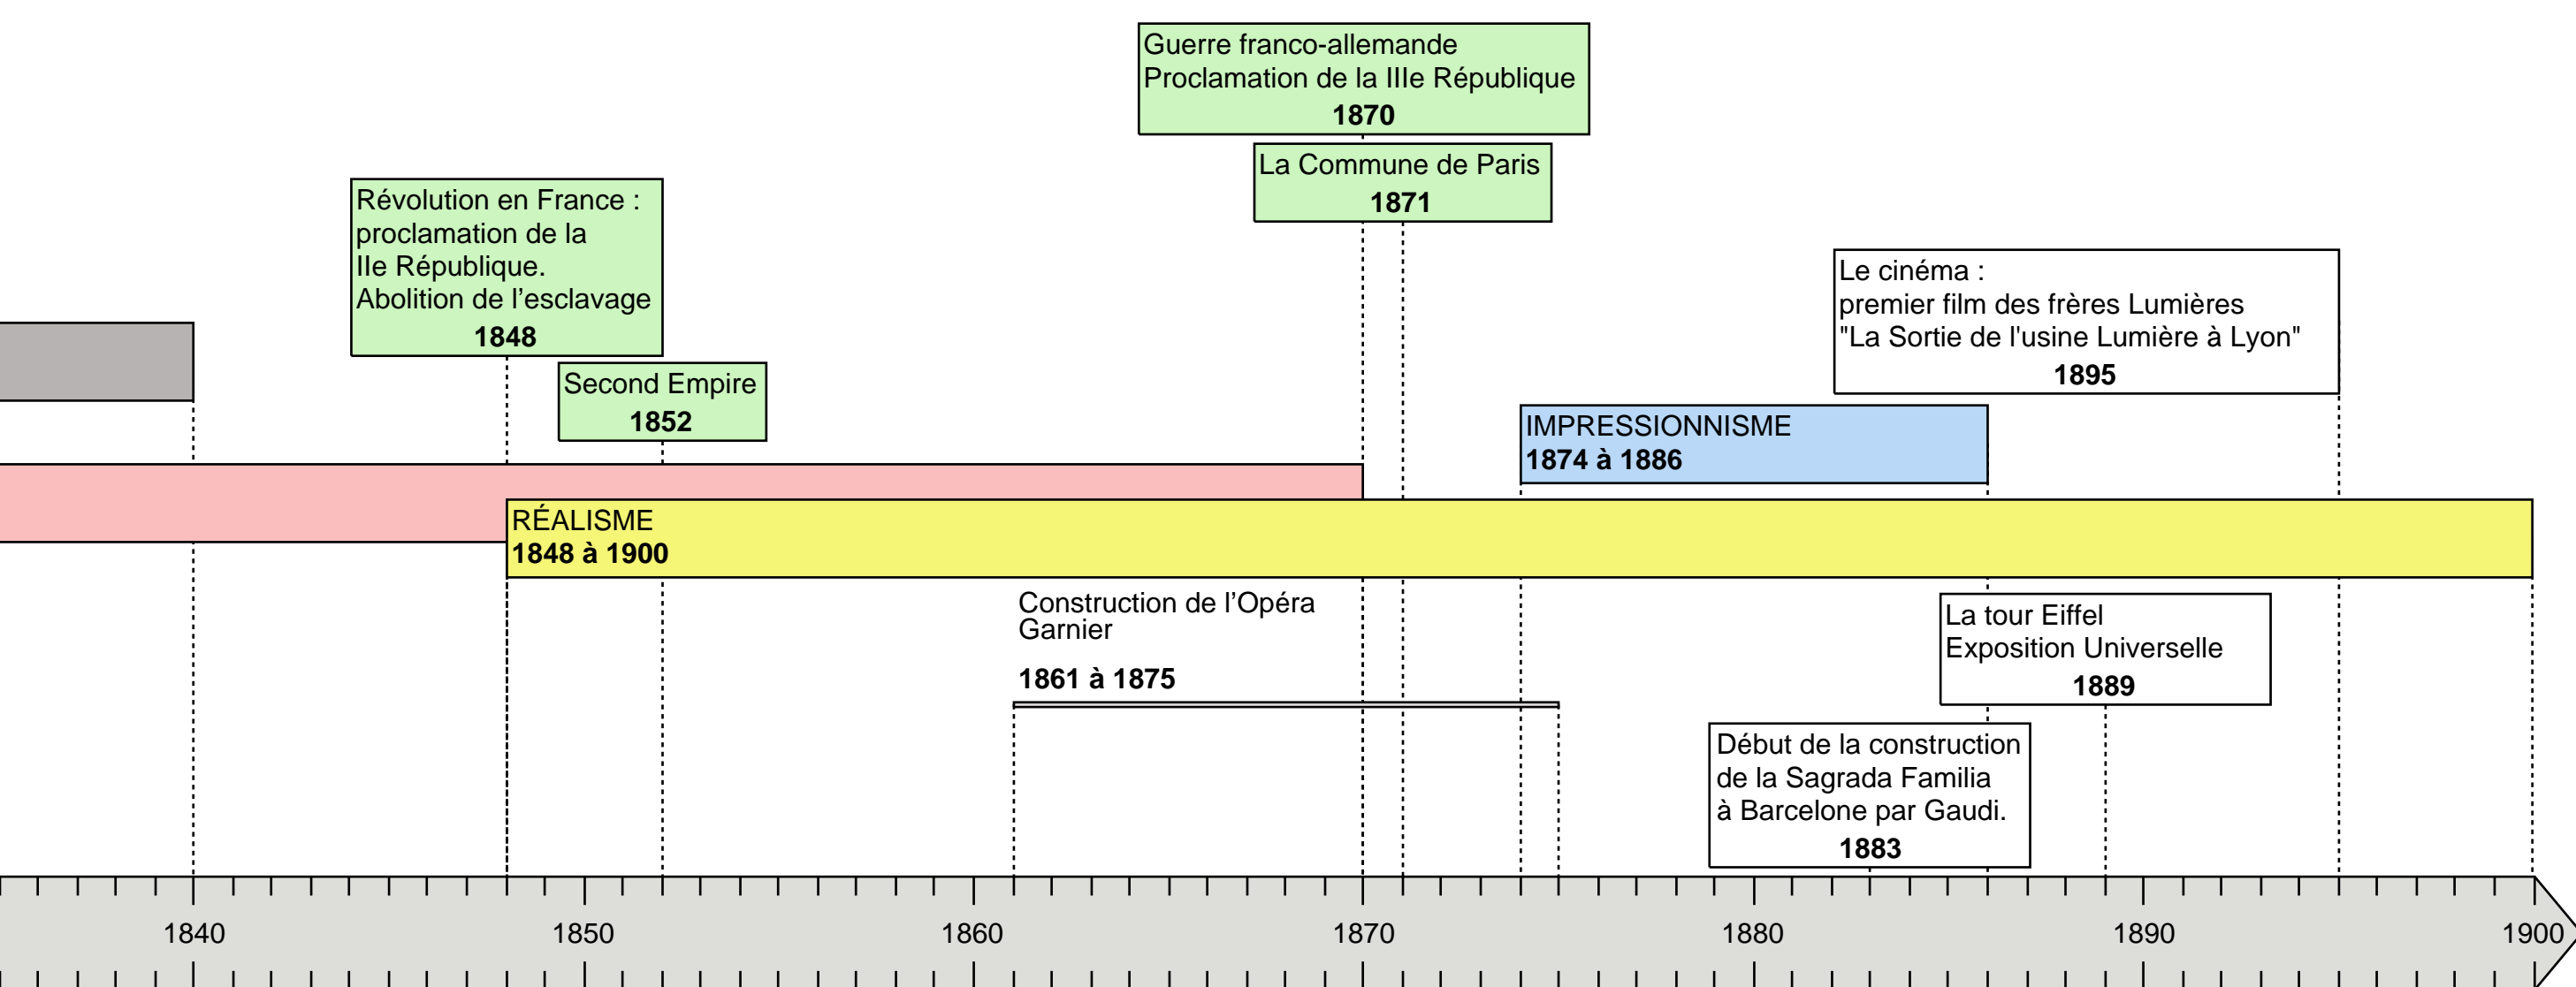 Guerre franco-allemande
Proclamation de la IIIe République
1870
La Commune de Paris
1871
Révolution en France :
proclamation de la
IIe République.
Abolition de l’esclavage
1848
Second Empire
1852
Le cinéma :
premier film des frères Lumières
"La Sortie de l'usine Lumière à Lyon"
1895
IMPRESSIONNISME
1874 à 1886
RÉALISME
1848 à 1900
Construction de l’Opéra
Garnier
1861 à 1875
La tour Eiffel
Exposition Universelle
1889
Début de la construction
de la Sagrada Familia
à Barcelone par Gaudi.
1883
1840 1850 1860 1870 1880 1890 1900